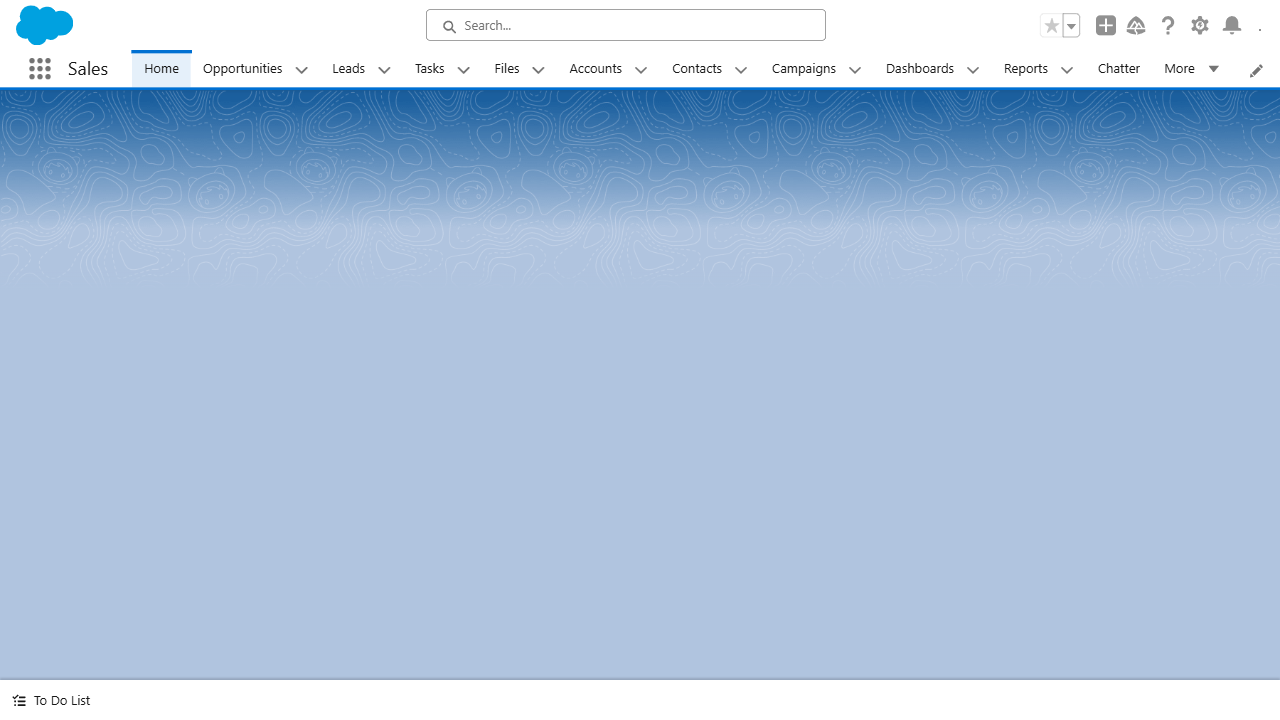 Search...
Sales
Home
Opportunities
Leads
Tasks
Files
Accounts
Contacts
Campaigns
Dashboards
Reports
Chatter
More
To Do List